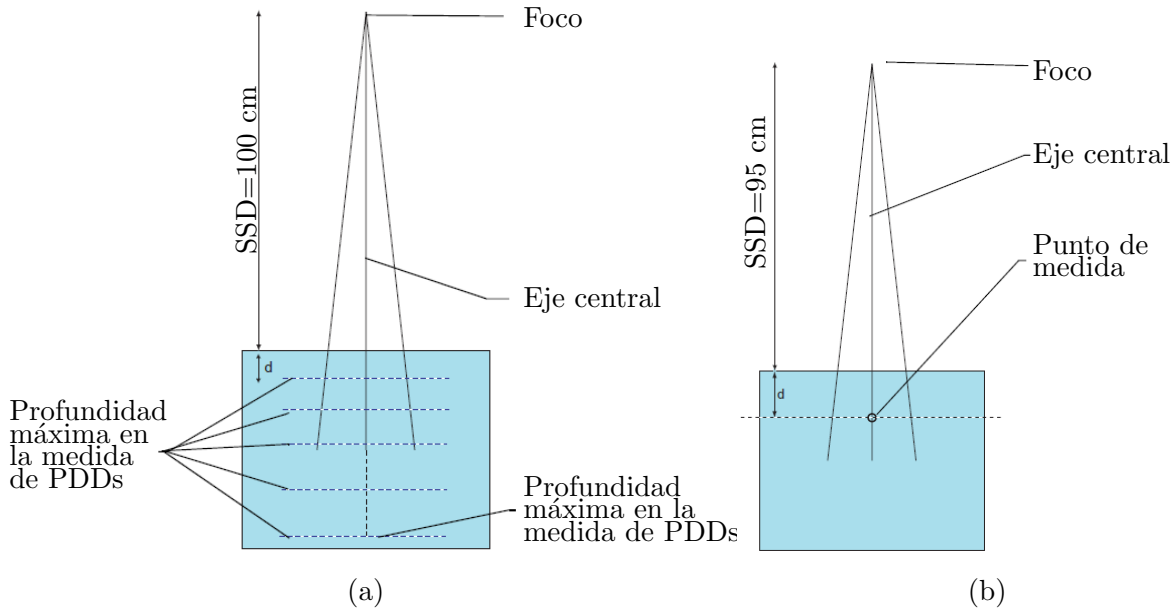 Foco
SSD=100 cm
Eje central
d
Profundidad
máxima en
la medida
de PDDs
Profundidad
máxima en la
medida de PDDs
(a)
Foco
SSD=95 cm
Eje central
Punto de
medida
d
(b)